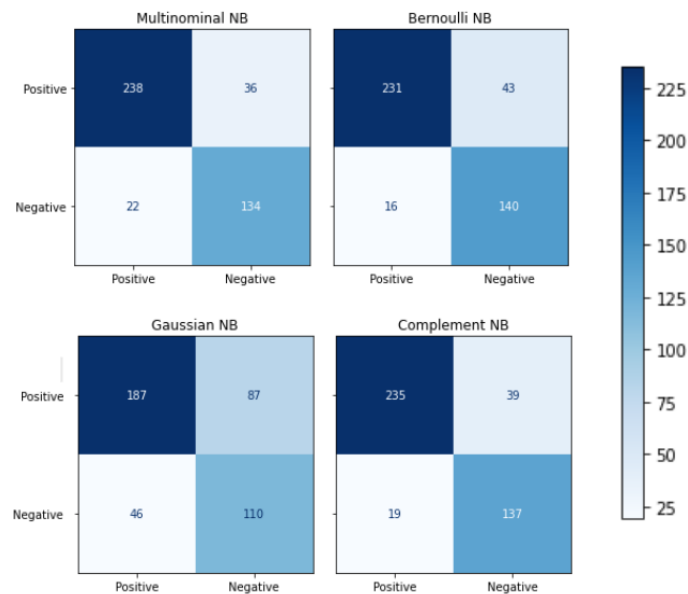 Multinominal NB
Bernoulli NB
Positive 238 36
231 43
Negative 22 134
16 140
Positive Negative
Positive Negative
Gaussian NB
Complement NB
Positive 187 87
235 39
Negative 46 110
19 137
Positive Negative
Positive Negative
225
200
175
150
125
100
75
50
25